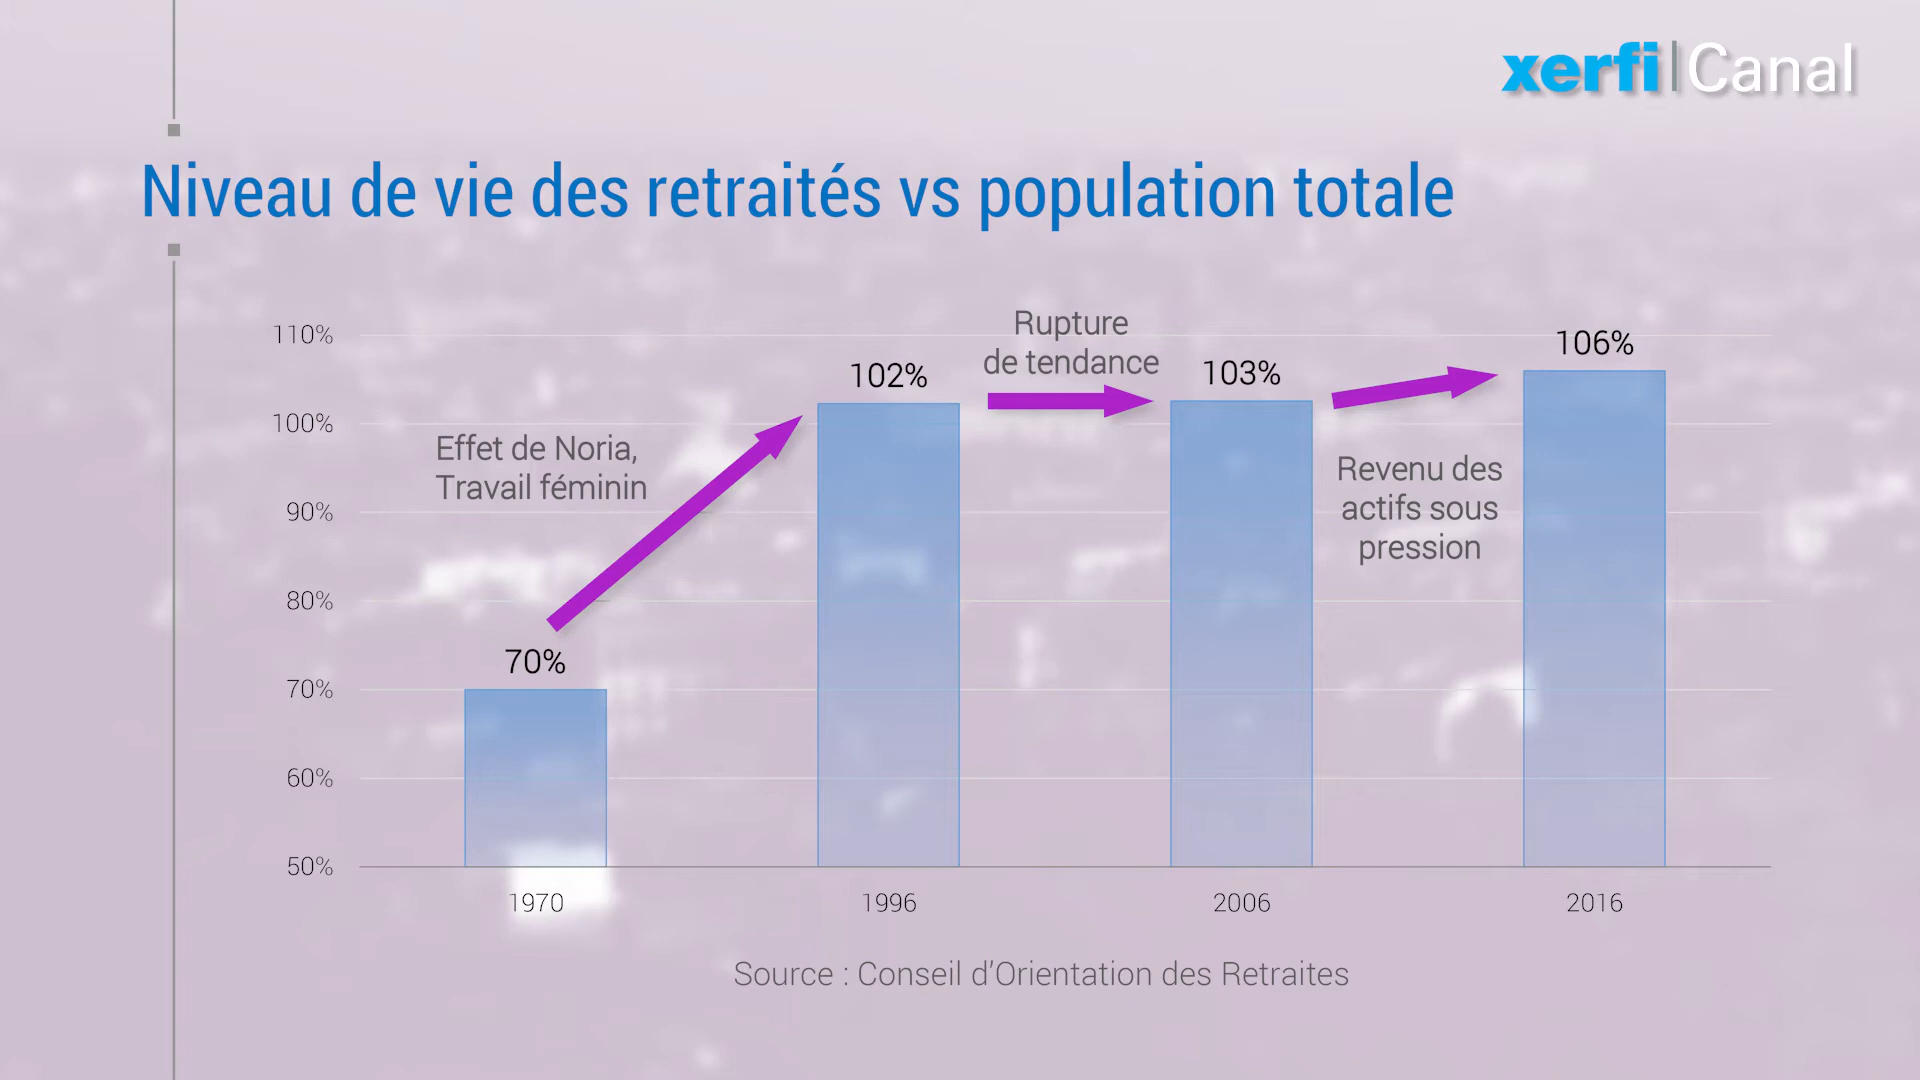 xerfi Canal
Niveau de vie des retraités vs population totale
110%
100%
90%
80%
70%
60%
50%
Effet de Noria,
Travail féminin
Rupture
de tendance
Revenu des
actifs sous
pression
70%
102%
103%
106%
1970
1996
2006
2016
Source : Conseil d'Orientation des Retraites